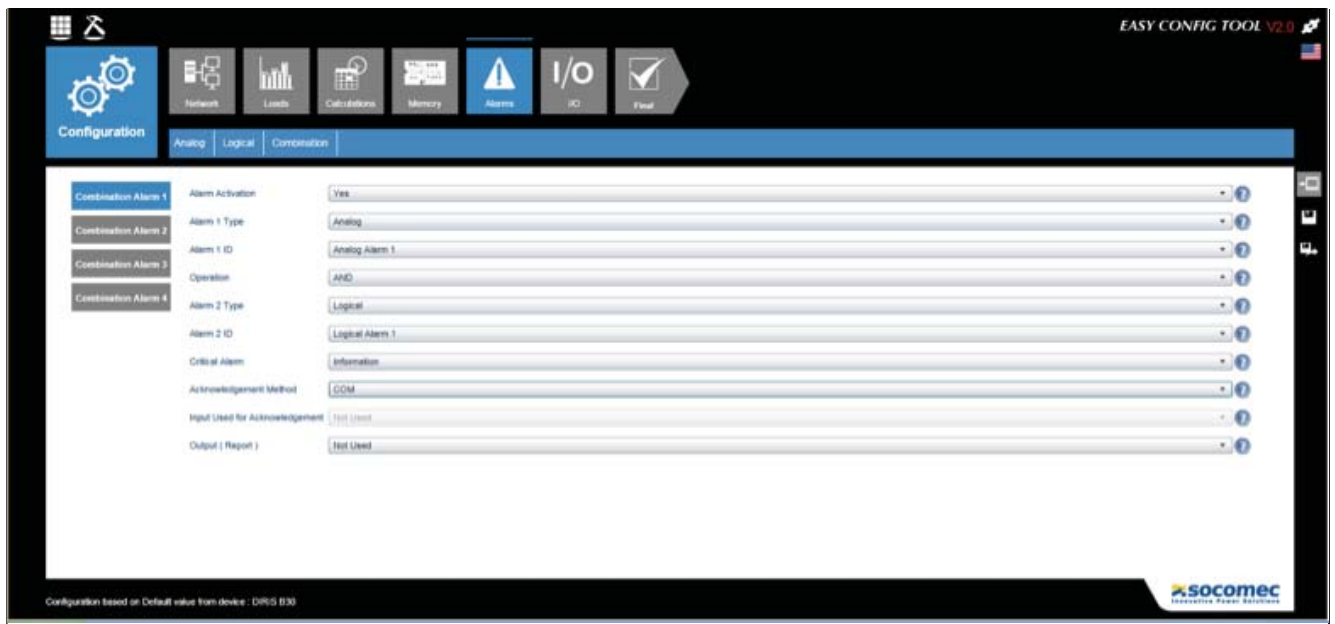 EASY CONFIG TOOL V2.0
Configuration
Network
Loads
Calculations
Memory
Alarms
I/O
I/O
Final
Analog
Logical
Combination
Combination Alarm 1
Combination Alarm 2
Combination Alarm 3
Combination Alarm 4
Alarm Activation Yes
Alarm 1 Type Analog
Alarm 1 ID Analog Alarm 1
Operation AND
Alarm 2 Type Logical
Alarm 2 ID Logical Alarm 1
Critical Alarm Information
Acknowledgement Method COM
Input Used for Acknowledgement Not Used
Output ( Report ) Not Used
Configuration based on Default value from device : DIRIS B30
socomec
Innovative Power Solutions